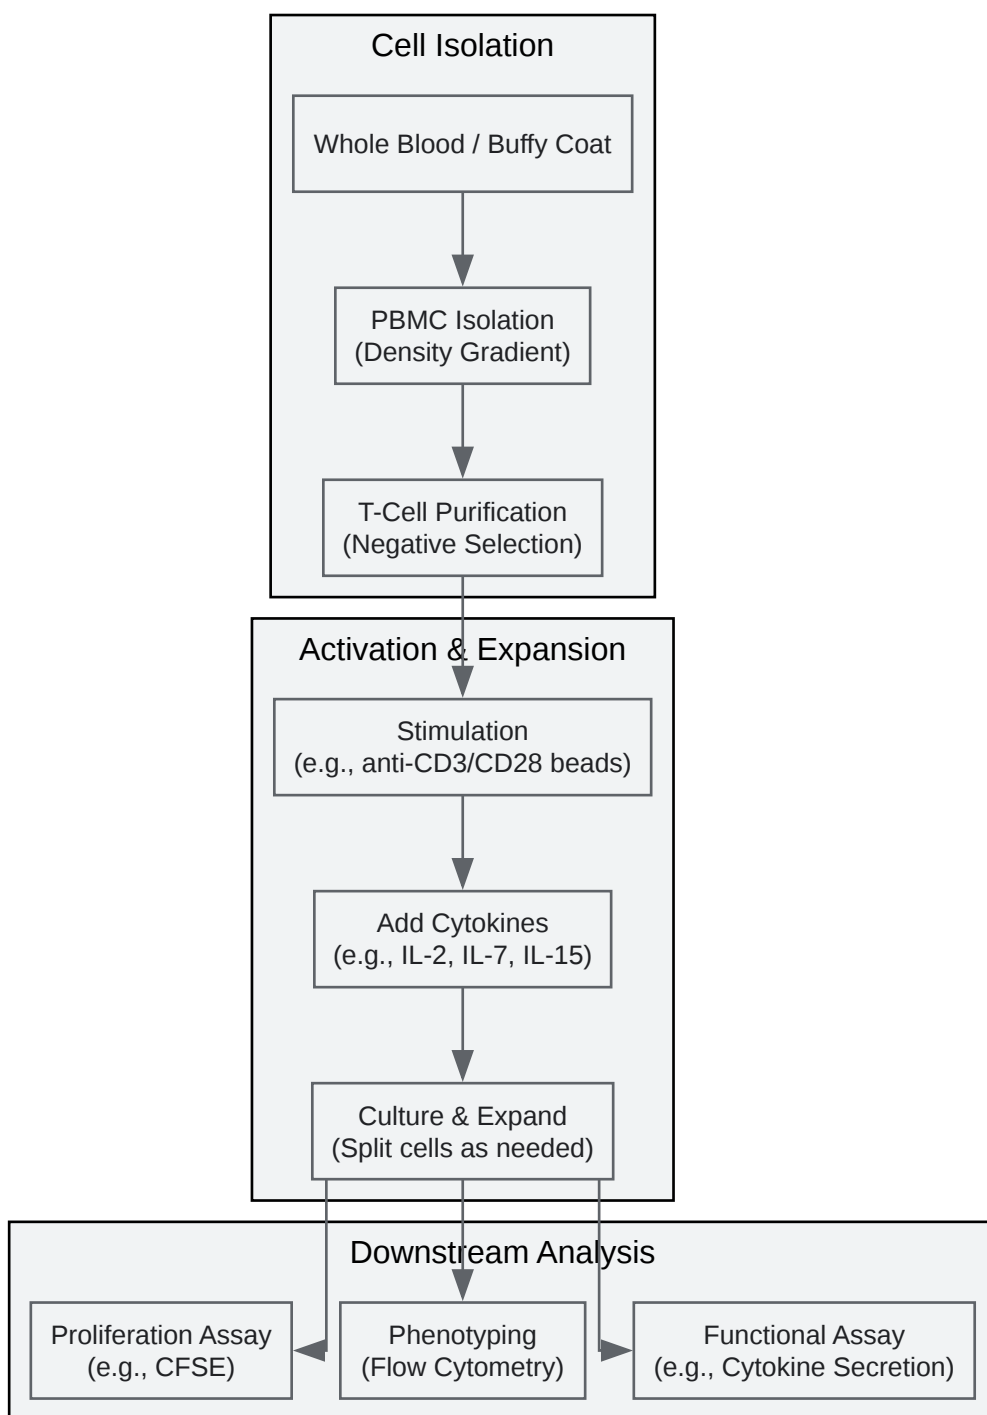 Cell Isolation
Whole Blood / Buffy Coat
PBMC Isolation
(Density Gradient)
T-Cell Purification
(Negative Selection)
Activation & Expansion
Stimulation
(e.g., anti-CD3/CD28 beads)
Add Cytokines
(e.g., IL-2, IL-7, IL-15)
Culture & Expand
(Split cells as needed)
Downstream Analysis
Proliferation Assay
(e.g., CFSE)
Phenotyping
(Flow Cytometry)
Functional Assay
(e.g., Cytokine Secretion)